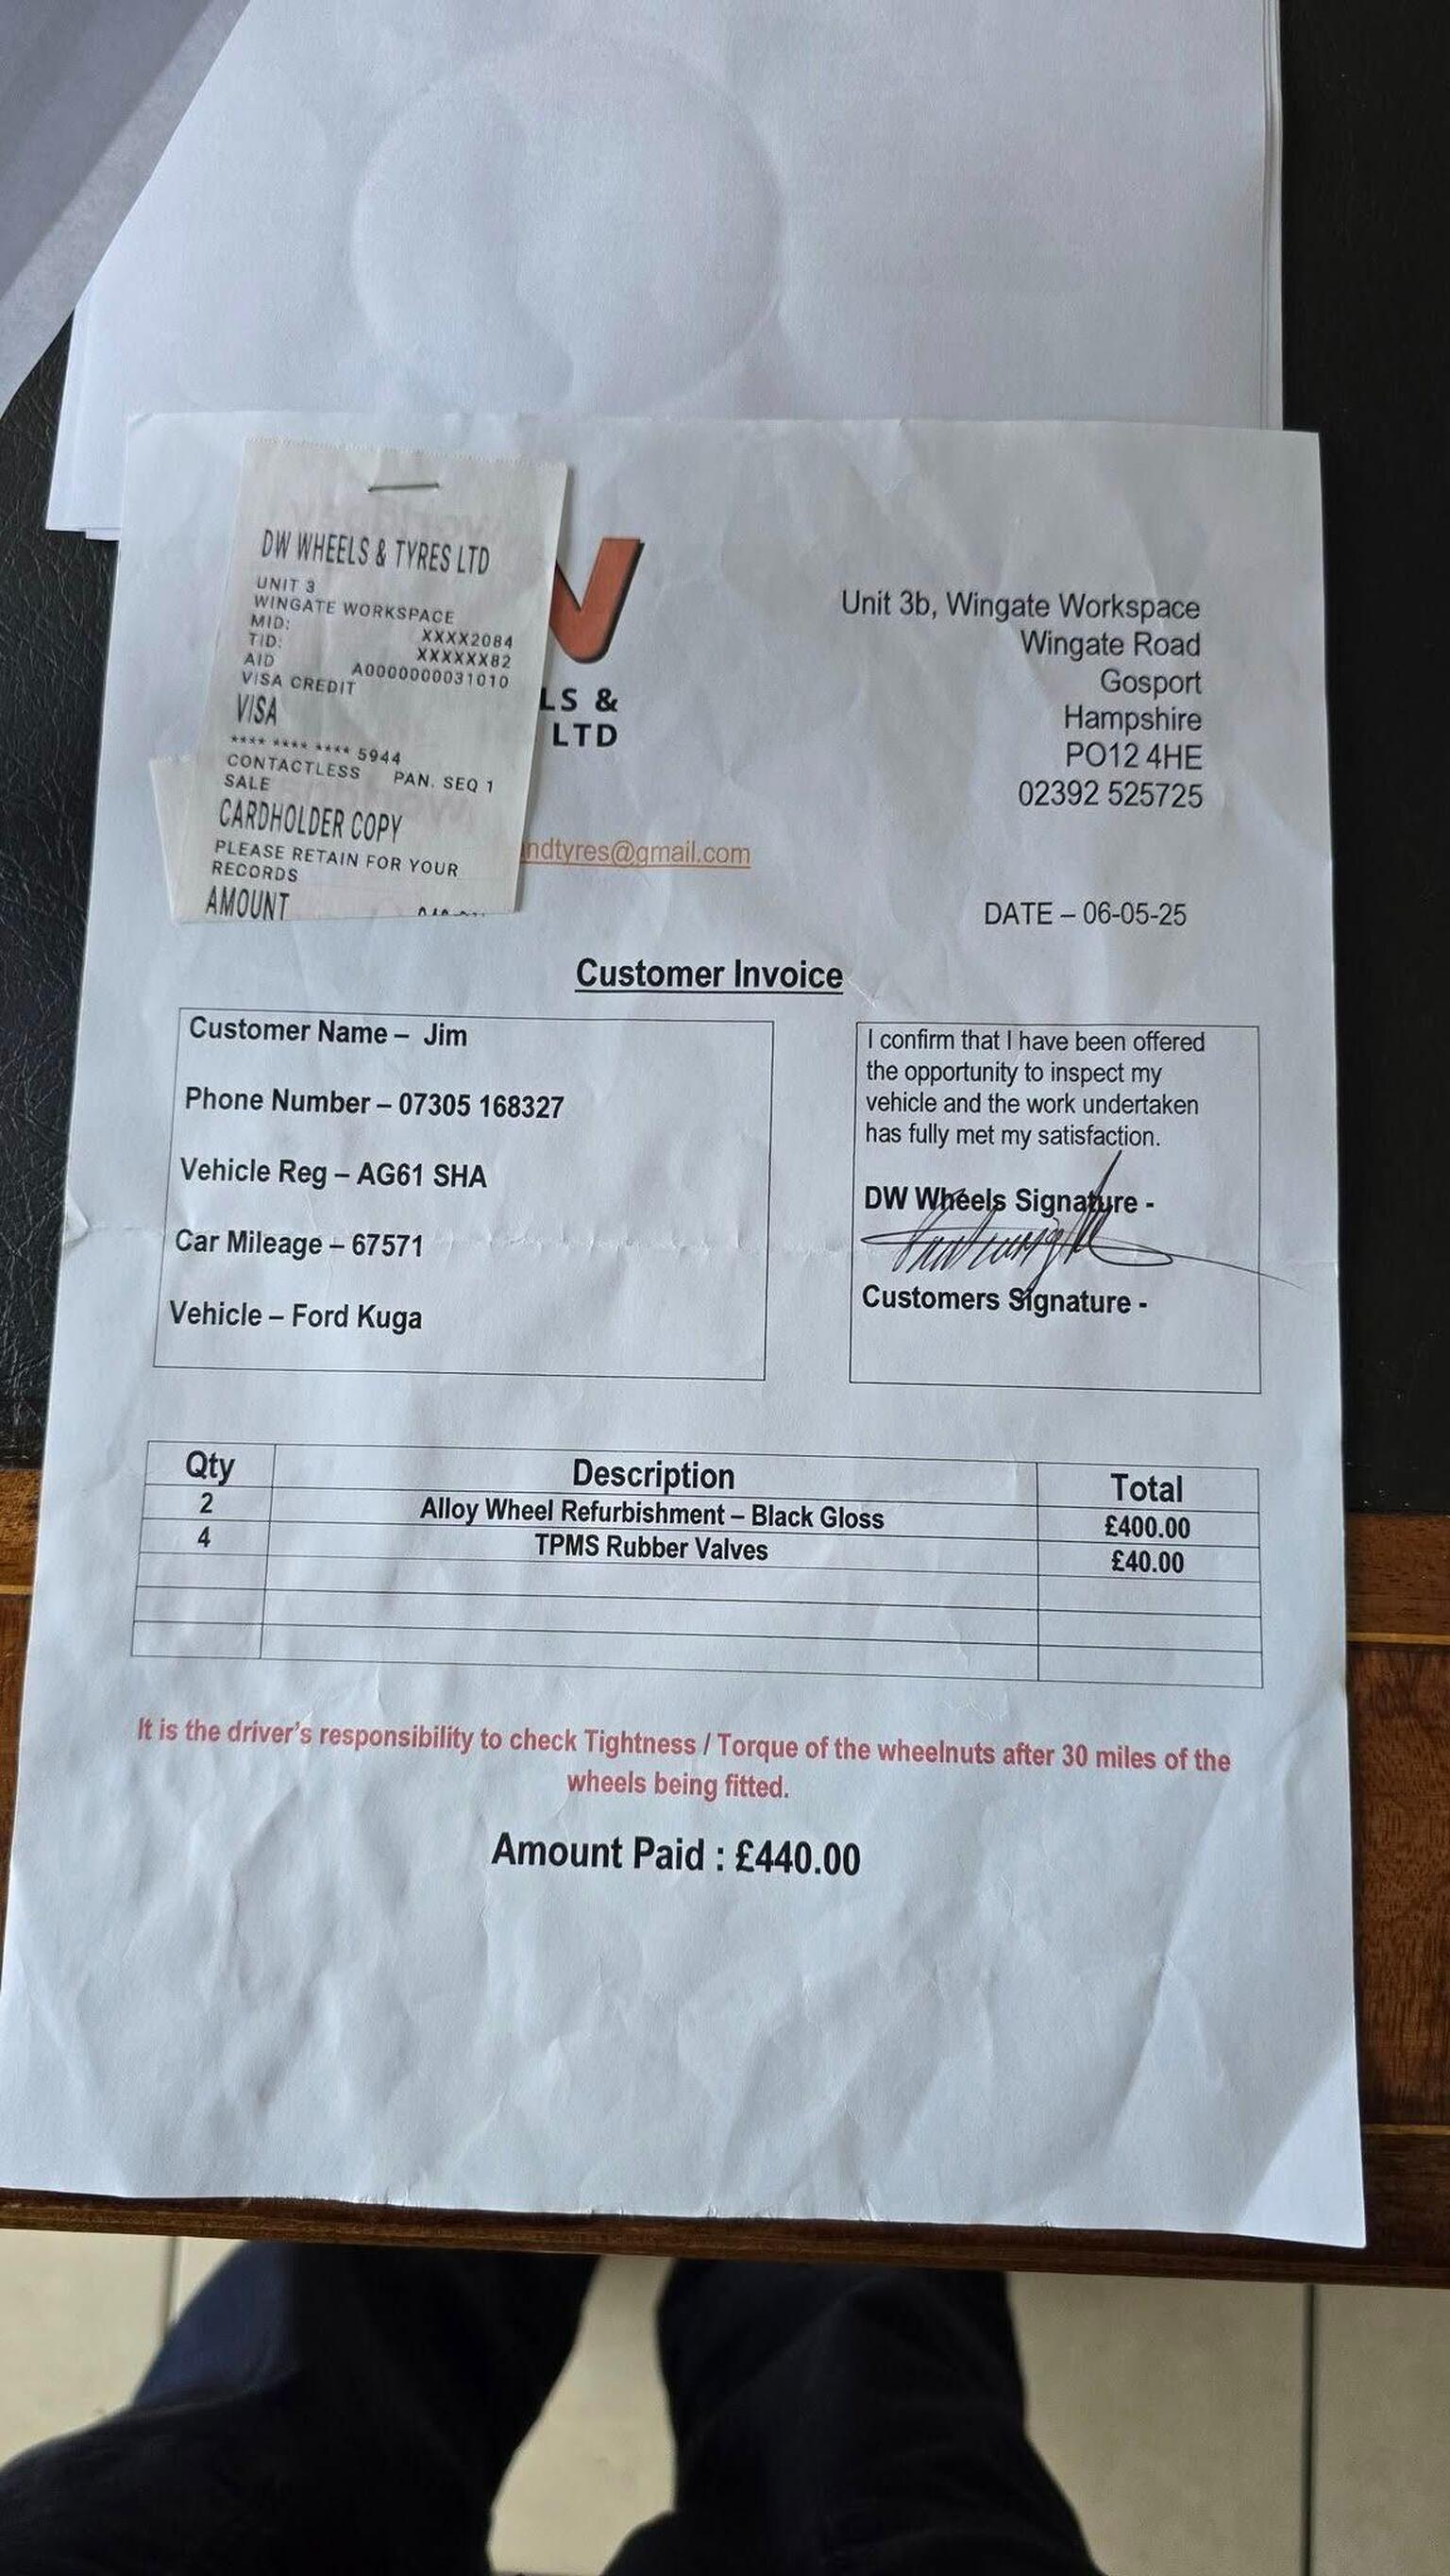 DW WHEELS & TYRES LTD
UNIT 3
WINGATE WORKSPACE
MID: XXXX2084
TID: XXXXXX82
AID A0000000031010
VISA CREDIT
VISA
**** **** **** 5944
CONTACTLESS PAN. SEQ 1
SALE
CARDHOLDER COPY
PLEASE RETAIN FOR YOUR
RECORDS
AMOUNT
LS &
LTD
ndtyres@gmail.com
Unit 3b, Wingate Workspace
Wingate Road
Gosport
Hampshire
PO12 4HE
02392 525725
DATE – 06-05-25
Customer Invoice
Customer Name – Jim
Phone Number – 07305 168327
Vehicle Reg – AG61 SHA
Car Mileage – 67571
Vehicle – Ford Kuga
I confirm that I have been offered
the opportunity to inspect my
vehicle and the work undertaken
has fully met my satisfaction.
DW Wheels Signature -
Customers Signature -
Qty Description Total
2 Alloy Wheel Refurbishment – Black Gloss £400.00
4 TPMS Rubber Valves £40.00
It is the driver's responsibility to check Tightness / Torque of the wheelnuts after 30 miles of the
wheels being fitted.
Amount Paid : £440.00